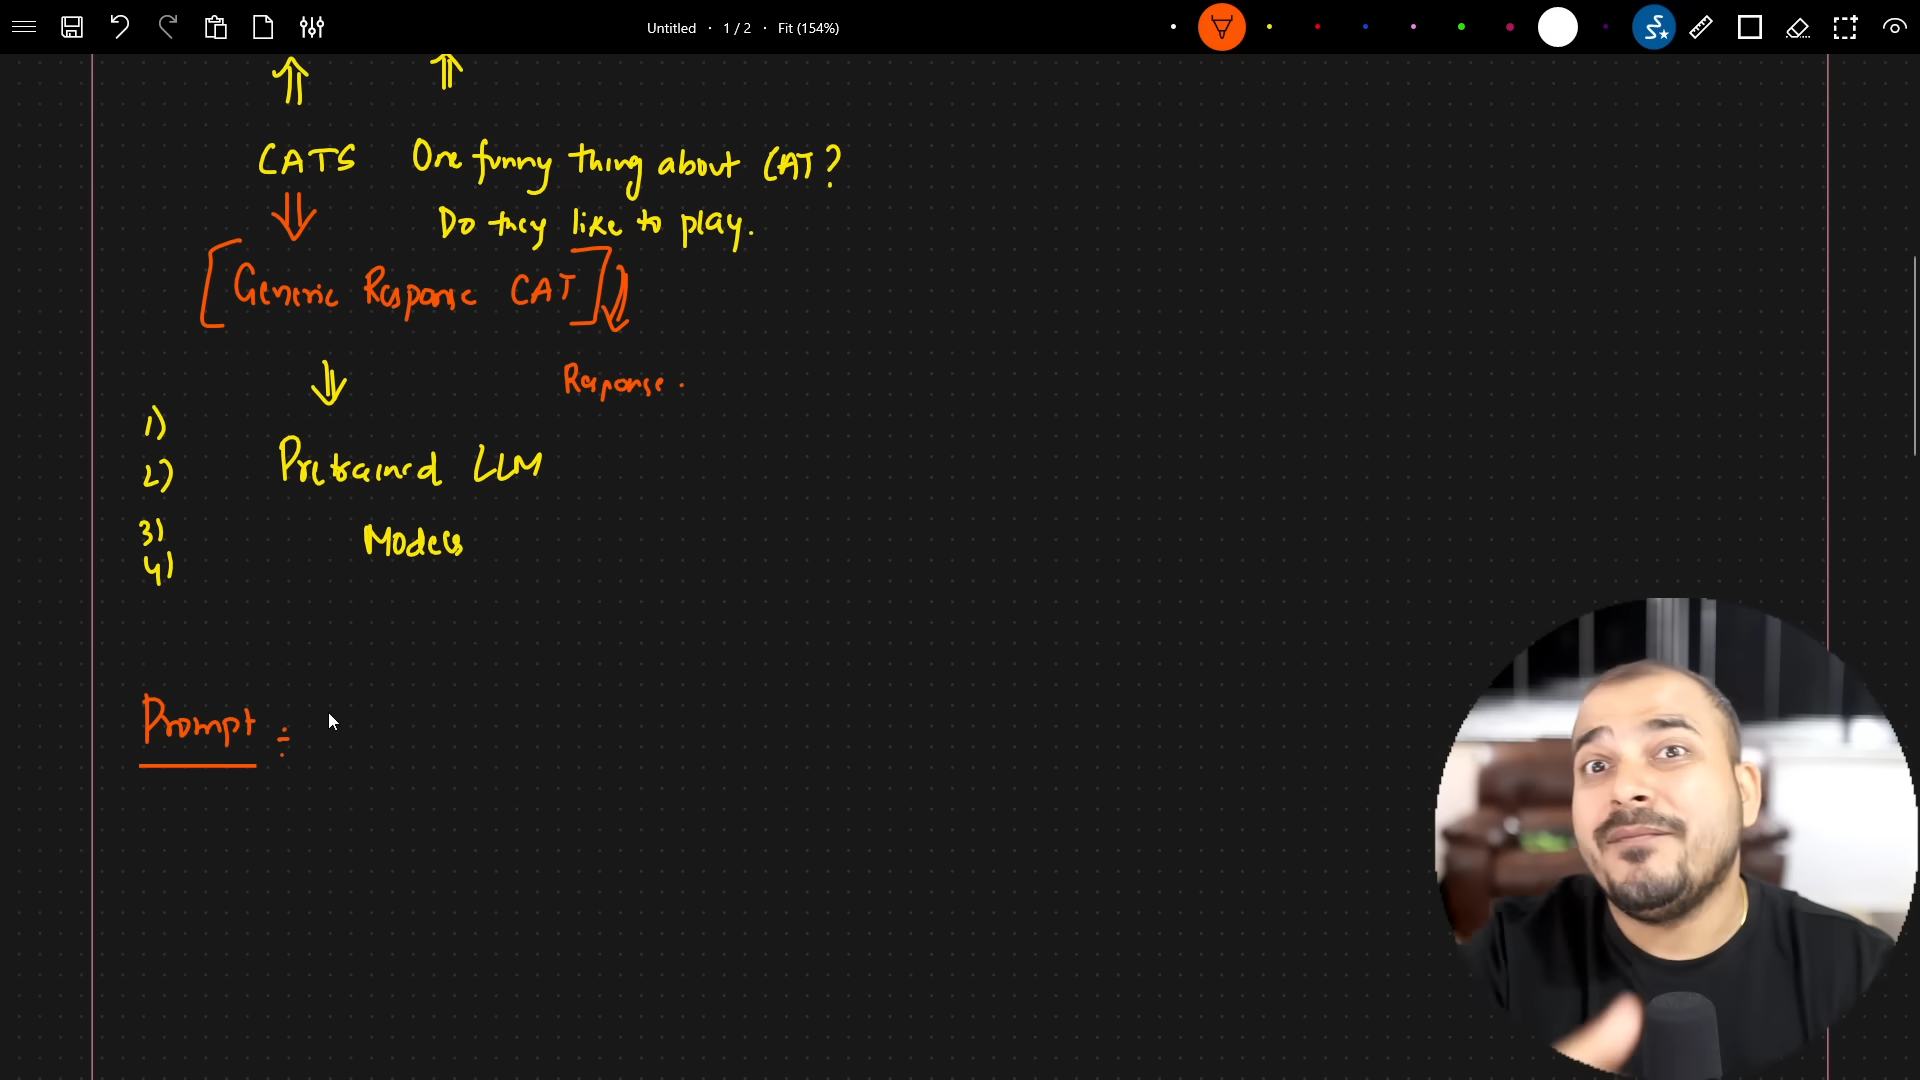 Untitled · 1 / 2 · Fit (154%)
CATS One funny thing about CAT?
Do they like to play.
[Generic Response CAT]
Response.
1)
2) Pretrained LLM
3) Models
4)
Prompt :